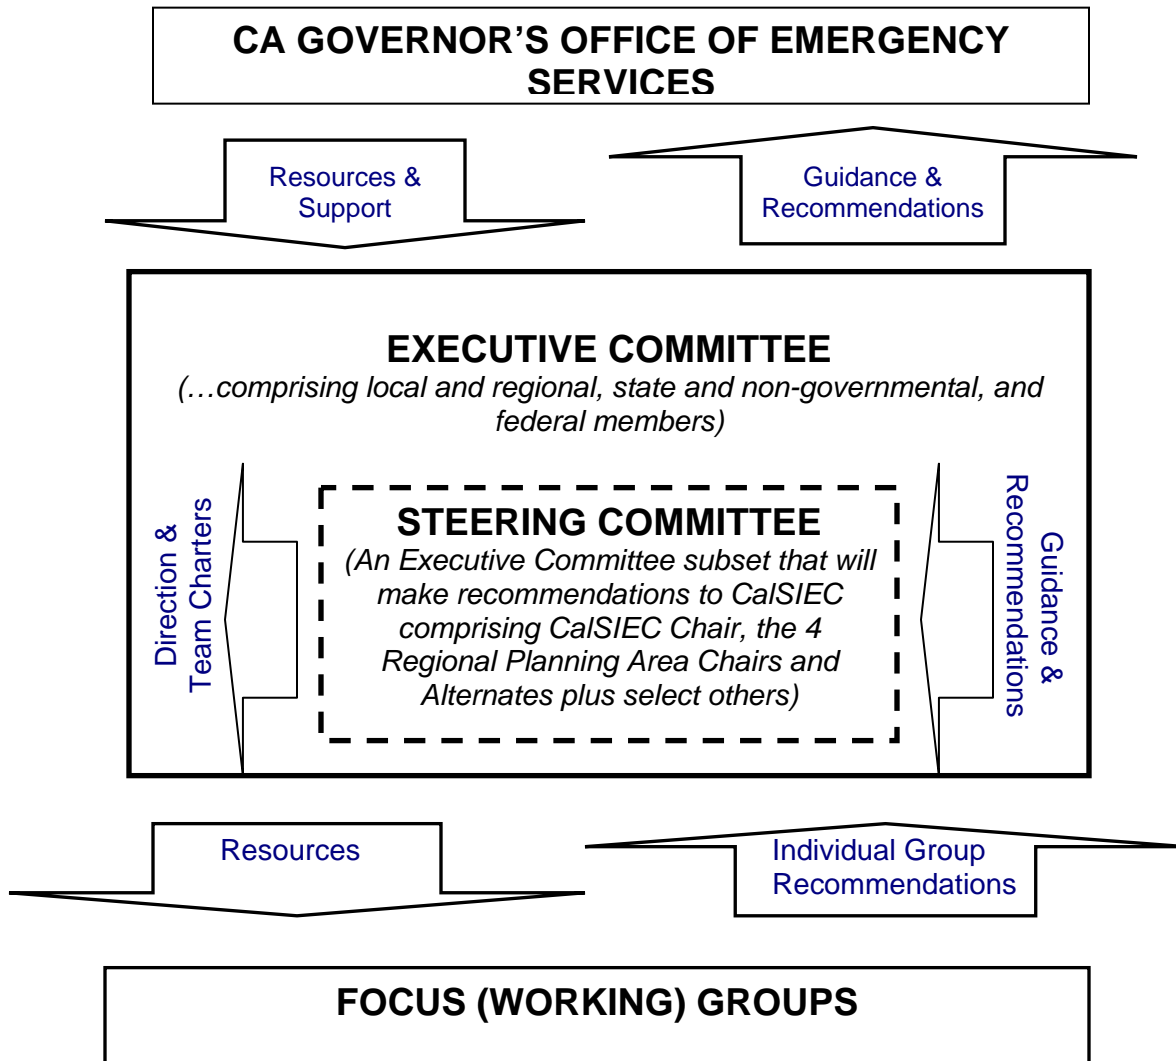 CA GOVERNOR’S OFFICE OF EMERGENCY
SERVICES
Resources &
Support
Guidance &
Recommendations
EXECUTIVE COMMITTEE
(…comprising local and regional, state and non-governmental, and
federal members)
Direction &
Team Charters
STEERING COMMITTEE
(An Executive Committee subset that will
make recommendations to CalSIEC
comprising CalSIEC Chair, the 4
Regional Planning Area Chairs and
Alternates plus select others)
Guidance &
Recommendations
Resources
Individual Group
Recommendations
FOCUS (WORKING) GROUPS